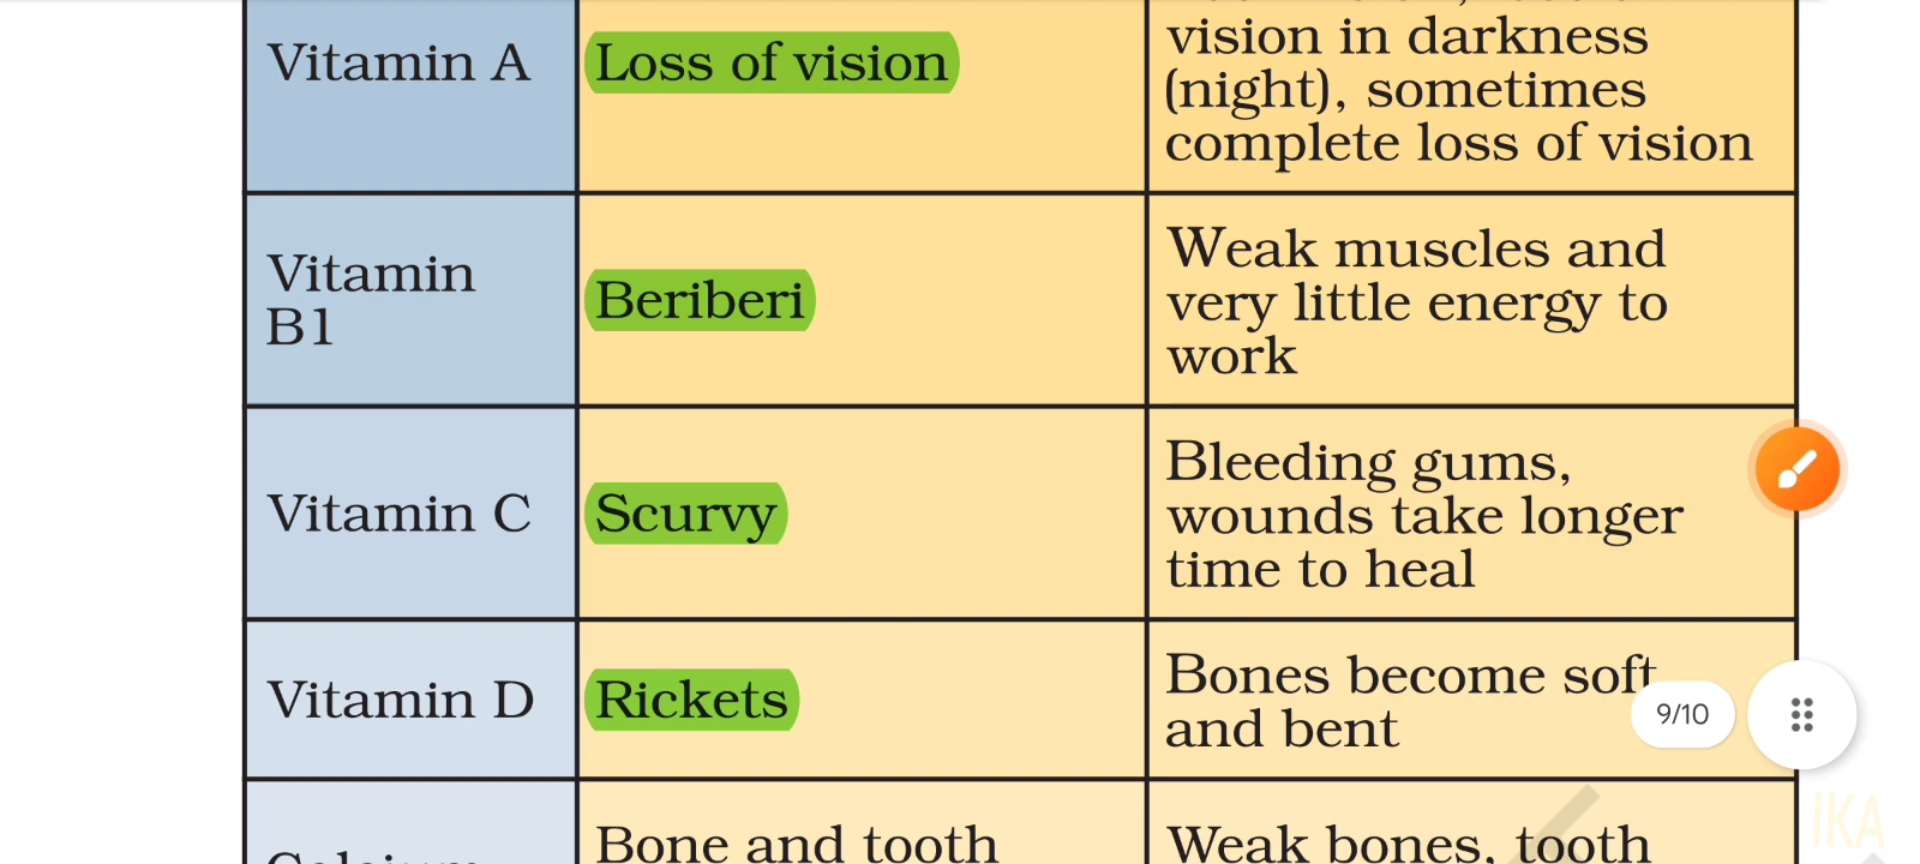 Vitamin A
Loss of vision
vision in darkness
(night), sometimes
complete loss of vision
Vitamin
B1
Beriberi
Weak muscles and
very little energy to
work
Vitamin C
Scurvy
Bleeding gums,
wounds take longer
time to heal
Vitamin D
Rickets
Bones become soft
and bent
9/10
Calcium
Bone and tooth
Weak bones, tooth
IKA